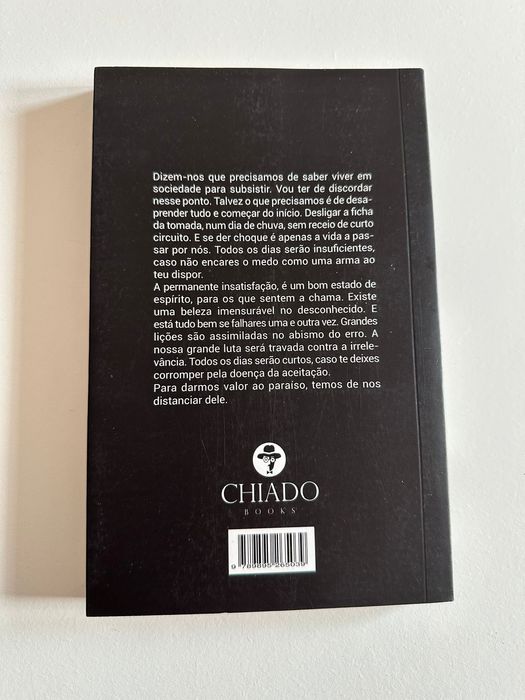 Dizem-nos que precisamos de saber viver em
sociedade para subsistir. Vou ter de discordar
nesse ponto. Talvez o que precisamos é de desa-
prender tudo e começar do início. Desligar a ficha
da tomada, num dia de chuva, sem receio de curto
circuito. E se der choque é apenas a vida a pas-
sar por nós. Todos os dias serão insuficientes,
caso não encares o medo como uma arma ao
teu dispor.
A permanente insatisfação, é um bom estado de
espírito, para os que sentem a chama. Existe
uma beleza imensurável no desconhecido. E
está tudo bem se falhares uma e outra vez. Grandes
lições são assimiladas no abismo do erro. A
nossa grande luta será travada contra a irrele-
vância. Todos os dias serão curtos, caso te deixes
corromper pela doença da aceitação.
Para darmos valor ao paraíso, temos de nos
distanciar dele.
CHIADO
BOOKS
9 789895 265039